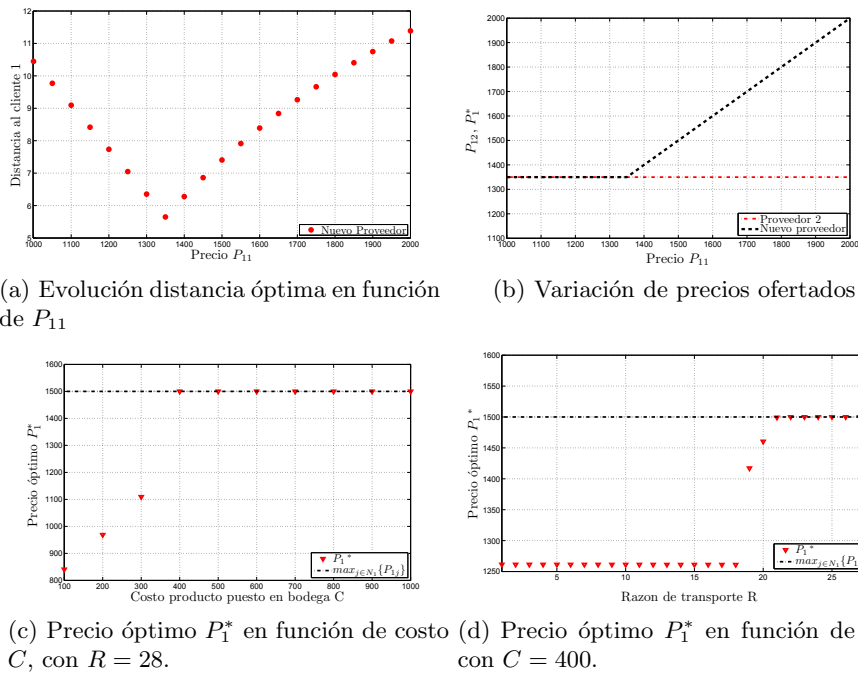 12
11
10
9
8
7
6
5
Distancia al cliente 1
1000 1100 1200 1300 1400 1500 1600 1700 1800 1900 2000
Precio P₁₁
Nuevo Proveedor
(a) Evolución distancia óptima en función
de P₁₁
2000
1900
1800
1700
1600
1500
1400
1300
1200
1100
P₁₂, P₁*
1000 1100 1200 1300 1400 1500 1600 1700 1800 1900 2000
Precio P₁₁
Proveedor 2
Nuevo proveedor
(b) Variación de precios ofertados
1600
1500
1400
1300
1200
1100
1000
900
800
Precio óptimo P₁*
100 200 300 400 500 600 700 800 900 1000
Costo producto puesto en bodega C
P₁*
max_{j∈N₁}{P₁ⱼ}
(c) Precio óptimo P₁* en función de costo
C, con R = 28.
1600
1550
1500
1450
1400
1350
1300
1250
Precio óptimo P₁*
5 10 15 20 25
Razon de transporte R
P₁*
max_{j∈N₁}{P₁
(d) Precio óptimo P₁* en función de
con C = 400.